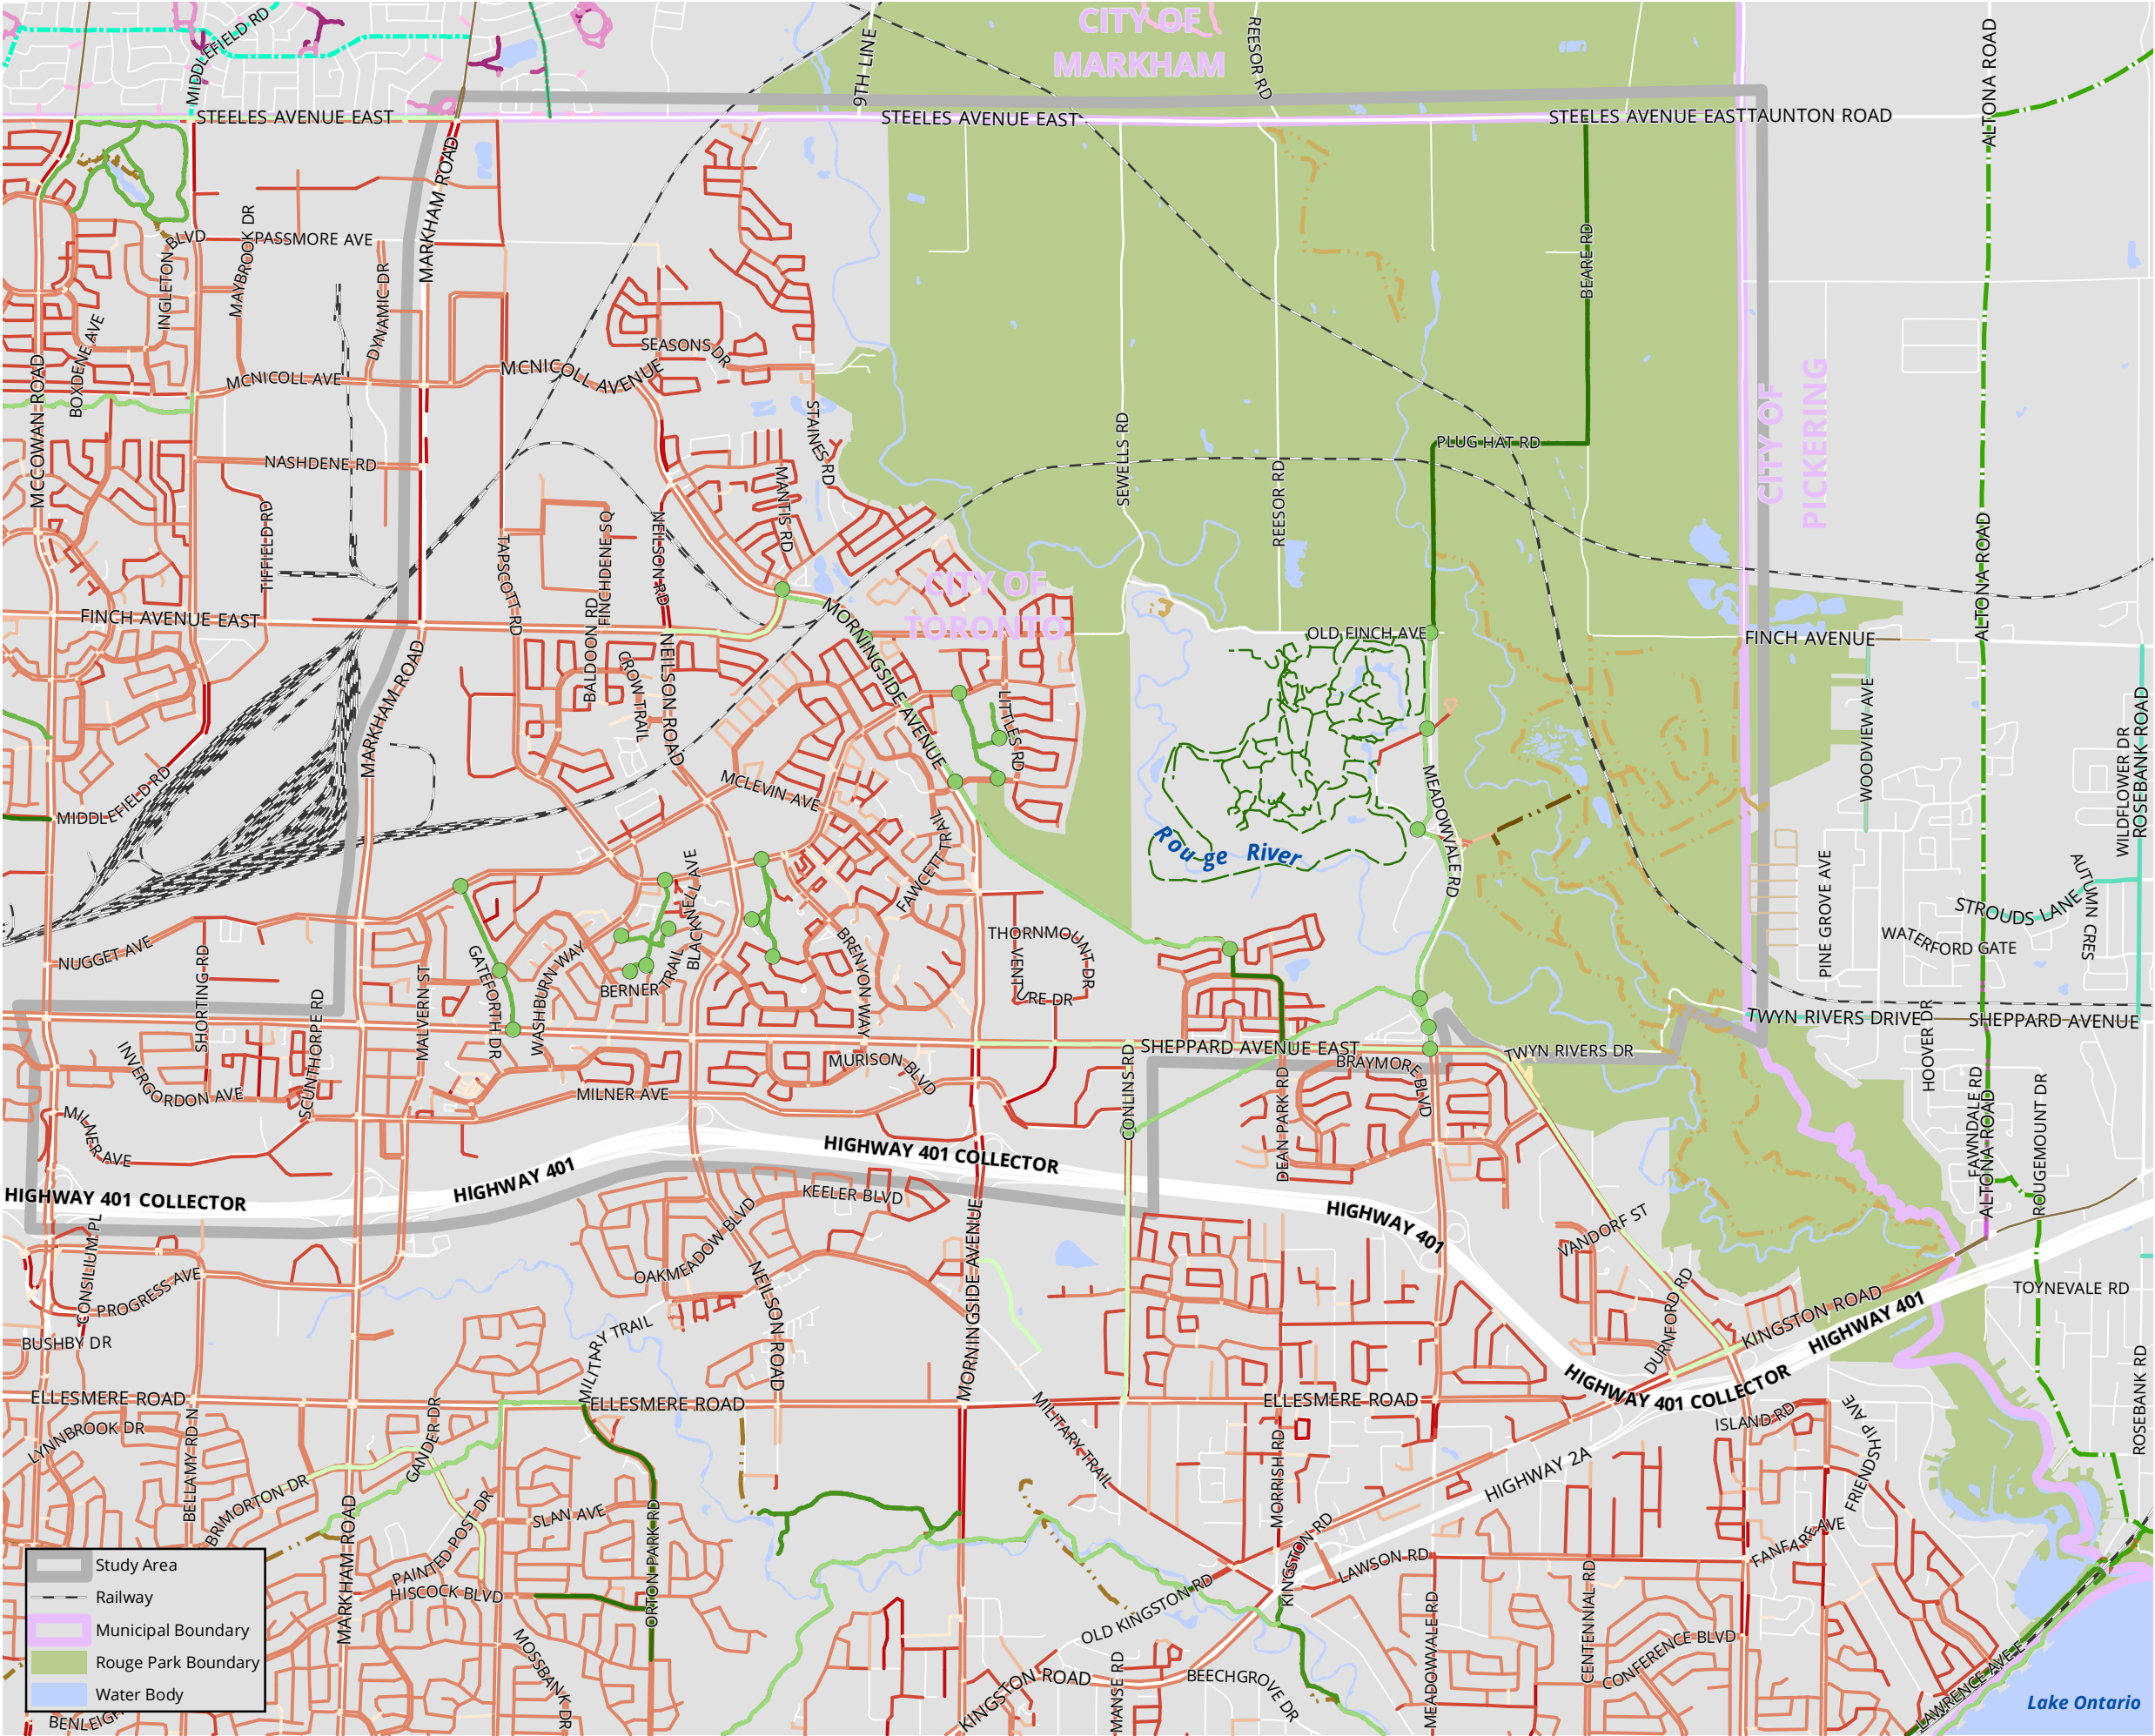 CITY OF
MARKHAM
MIDDLEFIELD RD
9TH LINE
REESOR RD
ALTONA ROAD
STEELES AVENUE EAST
STEELES AVENUE EAST
STEELES AVENUE EAST
TAUNTON ROAD
MARKHAM ROAD
BLVD
INGLETON
PASSMORE AVE
MAYBROOK DR
DYNAMIC DR
BEARE RD
BOXDENE AVE
MCCOWAN ROAD
MCNICOLL AVE
MCNICOLL AVENUE
SEASONS DR
STAINES RD
SEWELLS RD
REESOR RD
PLUG HAT RD
CITY OF
PICKERING
NASHDENE RD
MANTIS RD
TIFFIELD RD
TAPSCOTT RD
FINCHDENE SQ
NEILSON RD
ALTONA ROAD
CITY OF
TORONTO
FINCH AVENUE EAST
MORNINGSIDE AVENUE
OLD FINCH AVE
FINCH AVENUE
BALDOON RD
CROW TRAIL
NEILSON ROAD
MARKHAM ROAD
LITTLES RD
WOODVIEW AVE
WILDFLOWER DR
ROSEBANK ROAD
MIDDLEFIELD RD
MCLEVIN AVE
MEADOWVALE RD
Rouge River
FAWCETT TRAIL
BLACKWELL AVE
PINE GROVE AVE
AUTUMN CRES
STROUDS LANE
WATERFORD GATE
NUGGET AVE
SHORTING RD
GATEFORTH DR
WASHBURN WAY
BERNER TRAIL
BRENYON WAY
THORNMOUNT DR
VENTURE DR
MALVERN ST
SCUNTHORPE RD
INVERGORDON AVE
MURISON BLVD
MILNER AVE
SHEPPARD AVENUE EAST
BRAYMORE BLVD
TWYN RIVERS DR
TWYN RIVERS DRIVE
SHEPPARD AVENUE
HOOVER DR
CONLINS RD
DEAN PARK RD
FAWNDALE RD
ALTONA ROAD
ROUGEMOUNT DR
MILNER AVE
HIGHWAY 401 COLLECTOR
HIGHWAY 401
HIGHWAY 401 COLLECTOR
HIGHWAY 401
KEELER BLVD
OAKMEADOW BLVD
VANDORF ST
CONSILIUM PL
PROGRESS AVE
BUSHBY DR
NEILSON ROAD
MILITARY TRAIL
MORNINGSIDE AVENUE
DURNFORD RD
KINGSTON ROAD
HIGHWAY 401
TOYNEVALE RD
HIGHWAY 401 COLLECTOR
ELLESMERE ROAD
ELLESMERE ROAD
ELLESMERE ROAD
ROSEBANK RD
LYNNBROOK DR
BELLAMY RD N
GANDER DR
MILITARY TRAIL
MORRISH RD
HIGHWAY 2A
ISLAND RD
FRIENDSHIP AVE
BRIMORTON DR
PAINTED POST DR
SLAN AVE
ORTON PARK RD
MARKHAM ROAD
HISCOCK BLVD
KINGSTON RD
LAWSON RD
FANFARE AVE
OLD KINGSTON RD
CENTENNIAL RD
CONFERENCE BLVD
MEADOWVALE RD
MOSSBANK DR
KINGSTON ROAD
MANSE RD
BEECHGROVE DR
LAWRENCE AVE E
Lake Ontario
Study Area
Railway
Municipal Boundary
Rouge Park Boundary
Water Body